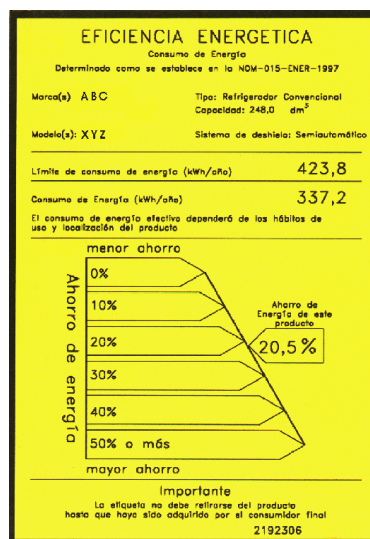 EFICIENCIA ENERGETICA
Consumo de Energía
Determinado como se establece en la NOM-015-ENER-1997
Marca(s) ABC
Tipo: Refrigerador Convencional
Capacidad: 248,0 dm³
Modelo(s): XYZ
Sistema de deshielo: Semiautomático
Límite de consumo de energía (kWh/año) 423,8
Consumo de Energía (kWh/año) 337,2
El consumo de energía efectivo dependerá de los hábitos de
uso y localización del producto
menor ahorro
Ahorro de energía
0%
10%
20%
30%
40%
50% o más
mayor ahorro
Ahorro de
Energía de este
producto
20,5%
Importante
La etiqueta no debe retirarse del producto
hasta que haya sido adquirido por el consumidor final
2192306